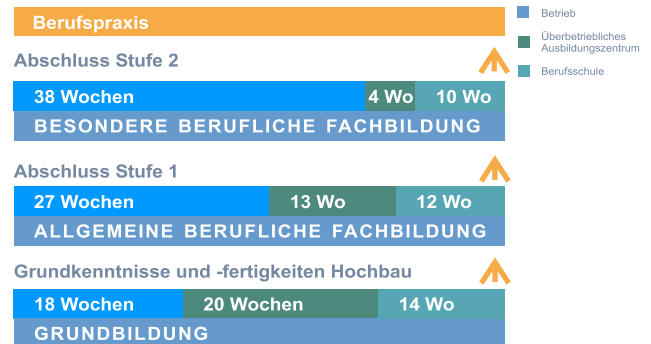 Berufspraxis
Betrieb
Überbetriebliches
Ausbildungszentrum
Berufsschule
Abschluss Stufe 2
38 Wochen 4 Wo 10 Wo
BESONDERE BERUFLICHE FACHBILDUNG
Abschluss Stufe 1
27 Wochen 13 Wo 12 Wo
ALLGEMEINE BERUFLICHE FACHBILDUNG
Grundkenntnisse und -fertigkeiten Hochbau
18 Wochen 20 Wochen 14 Wo
GRUNDBILDUNG